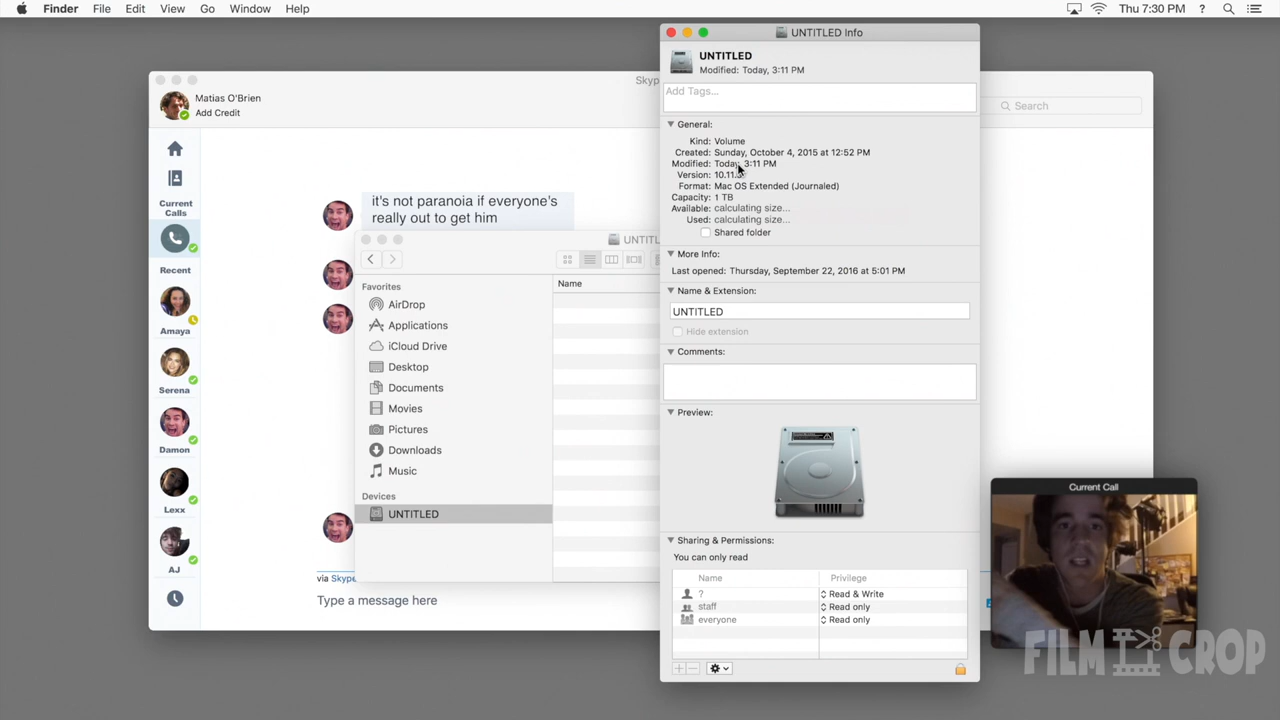 Finder File Edit View Go Window Help
Thu 7:30 PM ?
UNTITLED Info
UNTITLED
Modified: Today, 3:11 PM
Add Tags...
General:
Kind: Volume
Created: Sunday, October 4, 2015 at 12:52 PM
Modified: Today, 3:11 PM
Version: 10.11.
Format: Mac OS Extended (Journaled)
Capacity: 1 TB
Available: calculating size...
Used: calculating size...
Shared folder
More Info:
Last opened: Thursday, September 22, 2016 at 5:01 PM
Name & Extension:
UNTITLED
Hide extension
Comments:
Preview:
Sharing & Permissions:
You can only read
Name Privilege
? Read & Write
staff Read only
everyone Read only
Skyp
Matias O'Brien
Add Credit
Search
Current
Calls
Recent
Amaya
Serena
Damon
Lexx
AJ
it's not paranoia if everyone's
really out to get him
via Skype
Type a message here
UNTITL
Name
Favorites
AirDrop
Applications
iCloud Drive
Desktop
Documents
Movies
Pictures
Downloads
Music
Devices
UNTITLED
Current Call
FILM CROP